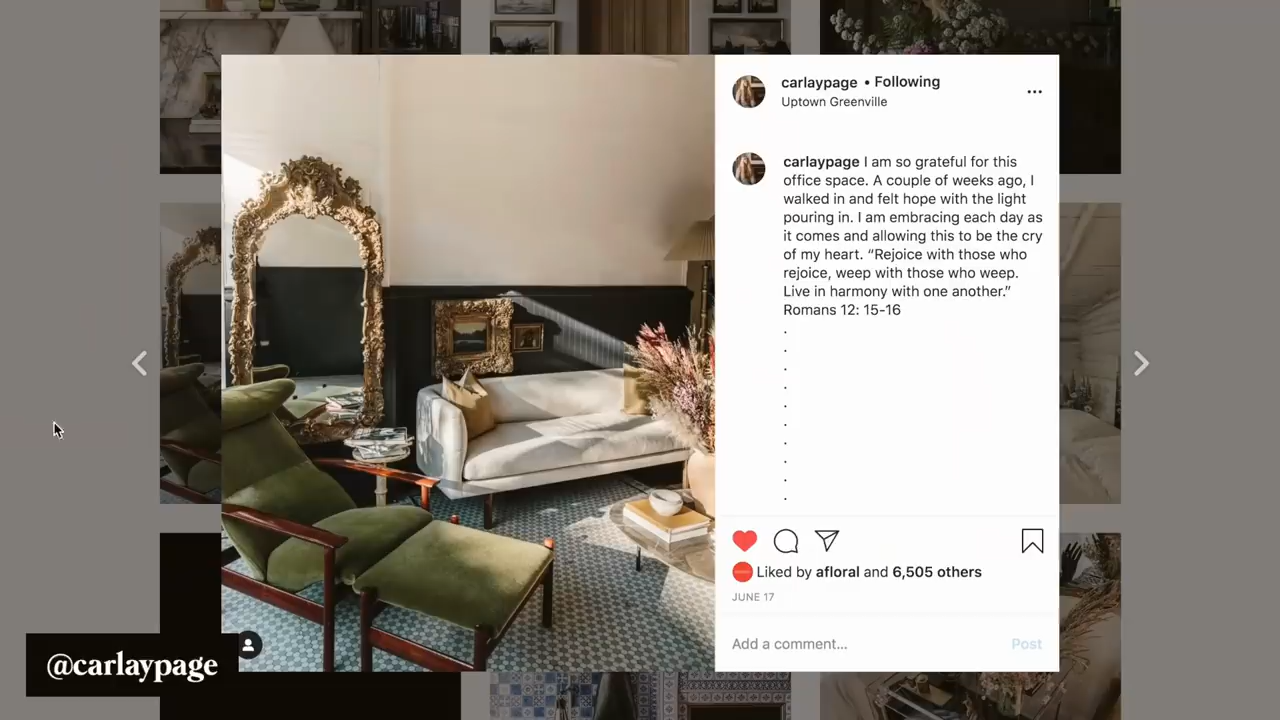 carlaypage • Following
Uptown Greenville
carlaypage I am so grateful for this
office space. A couple of weeks ago, I
walked in and felt hope with the light
pouring in. I am embracing each day as
it comes and allowing this to be the cry
of my heart. “Rejoice with those who
rejoice, weep with those who weep.
Live in harmony with one another.”
Romans 12: 15-16
.
.
.
.
.
.
.
.
.
.
Liked by afloral and 6,505 others
JUNE 17
Add a comment... Post
@carlaypage